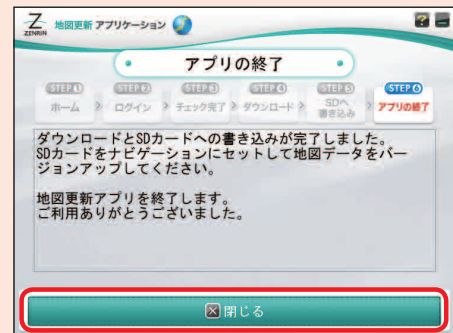 Z ZENRIN 地図更新 アプリケーション ?
アプリの終了
STEP① STEP② STEP③ STEP④ STEP⑤ STEP⑥
ホーム > ログイン > チェック完了 > ダウンロード > SDへ書き込み > アプリの終了
ダウンロードとSDカードへの書き込みが完了しました。
SDカードをナビゲーションにセットして地図データをバー
ジョンアップしてください。
地図更新アプリを終了します。
ご利用ありがとうございました。
閉じる